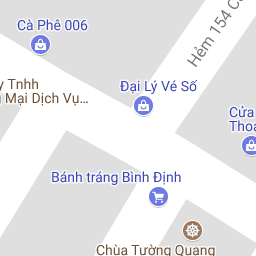 Cà Phê 006
y Tnhh
Mại Dịch Vụ...
Đại Lý Vé Số
Hẻm 154 C
Cửa
Thoạ
Bánh tráng Bình Định
Chùa Tường Quang